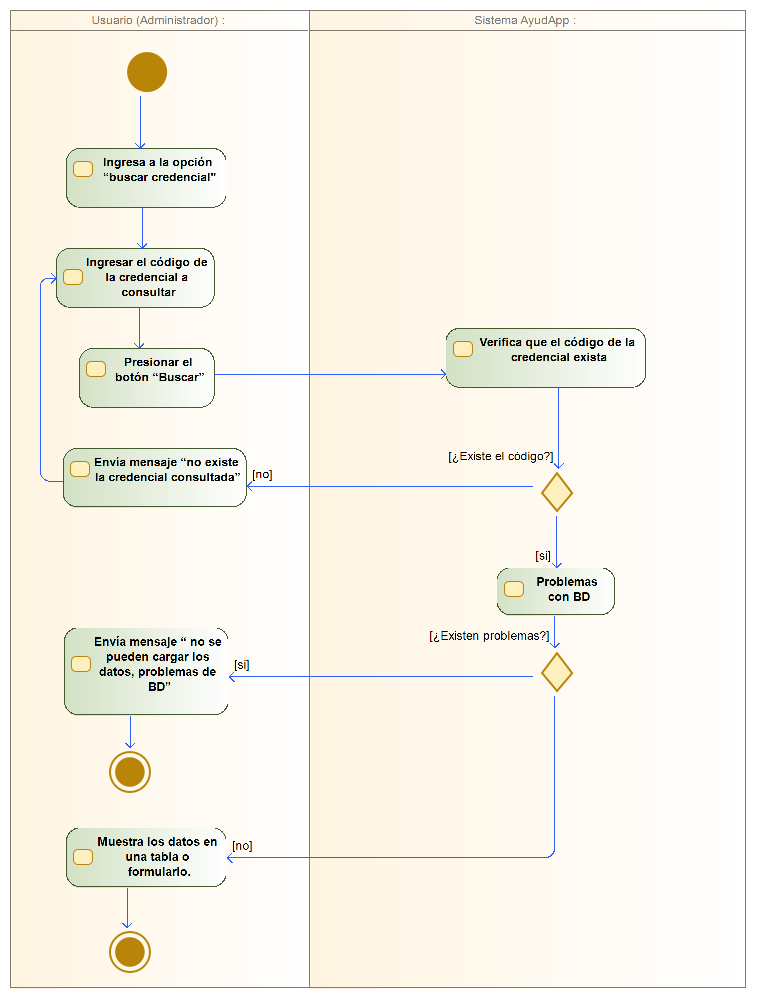 Usuario (Administrador) :
Sistema AyudApp :
Ingresa a la opción
“buscar credencial”
Ingresar el código de
la credencial a
consultar
Presionar el
botón “Buscar”
Verifica que el código de la
credencial exista
[¿Existe el código?]
Envía mensaje “no existe
la credencial consultada”
[no]
[si]
Problemas
con BD
[¿Existen problemas?]
Envía mensaje “ no se
pueden cargar los
datos, problemas de
BD”
[si]
Muestra los datos en
una tabla o
formulario.
[no]